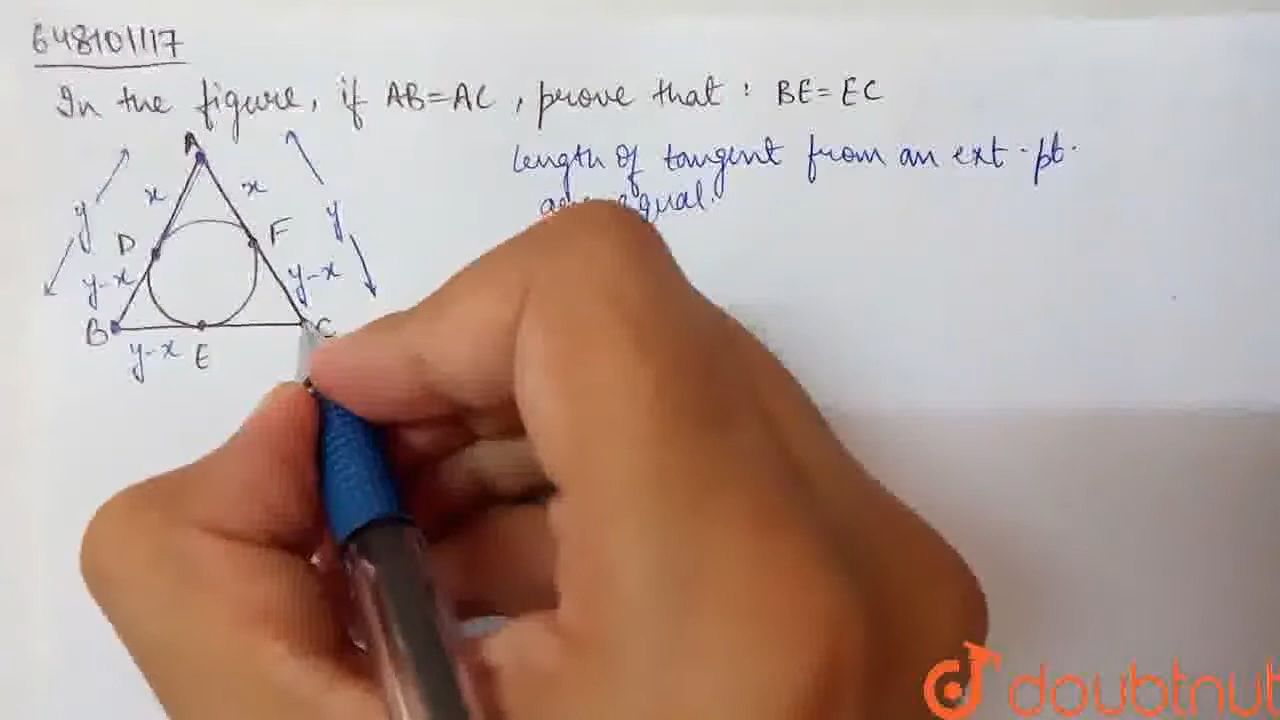 648101117
In the figure, if AB=AC, prove that : BE=EC
length of tangent from an ext. pt.
equal.
A
x
x
y
y
D
F
y-x
y-x
B
C
y-x
E
doubtnut